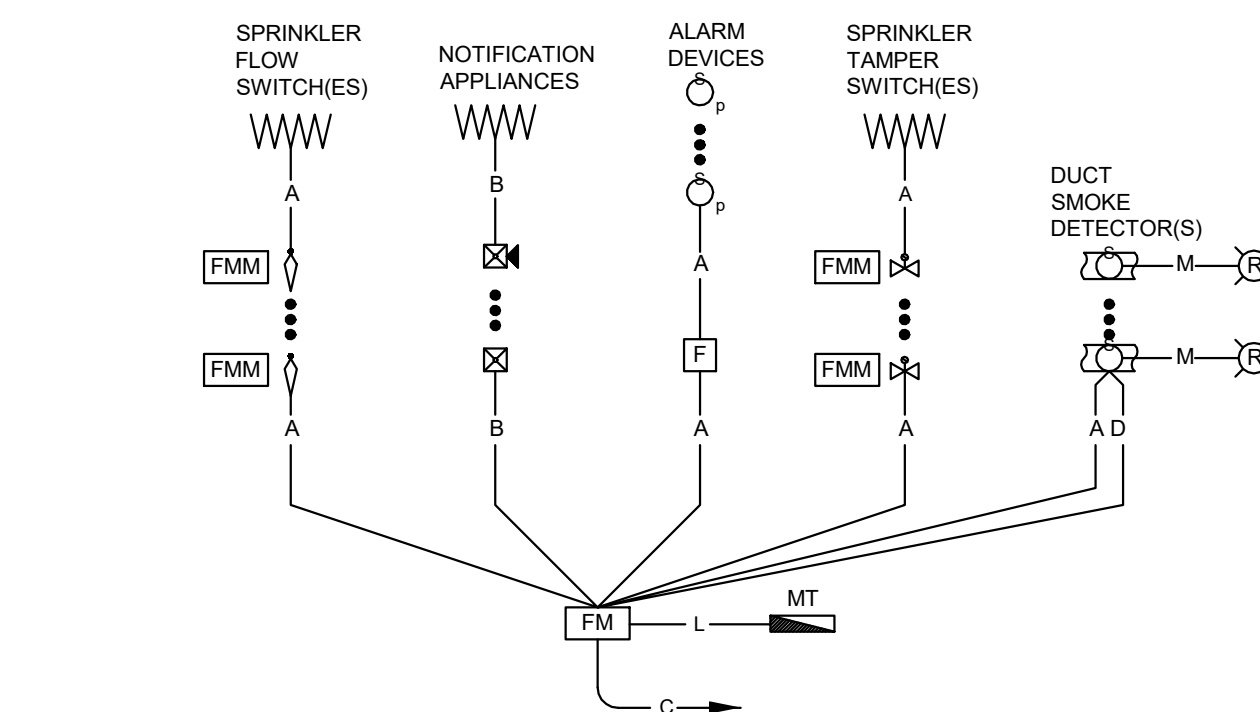 SPRINKLER
FLOW
SWITCH(ES)
NOTIFICATION
APPLIANCES
ALARM
DEVICES
SPRINKLER
TAMPER
SWITCH(ES)
DUCT
SMOKE
DETECTOR(S)
S
p
S
p
A
B
A
A
FMM
FMM
S
M
R
F
FMM
FMM
S
M
R
A
B
A
A
A D
FM
L
MT
C